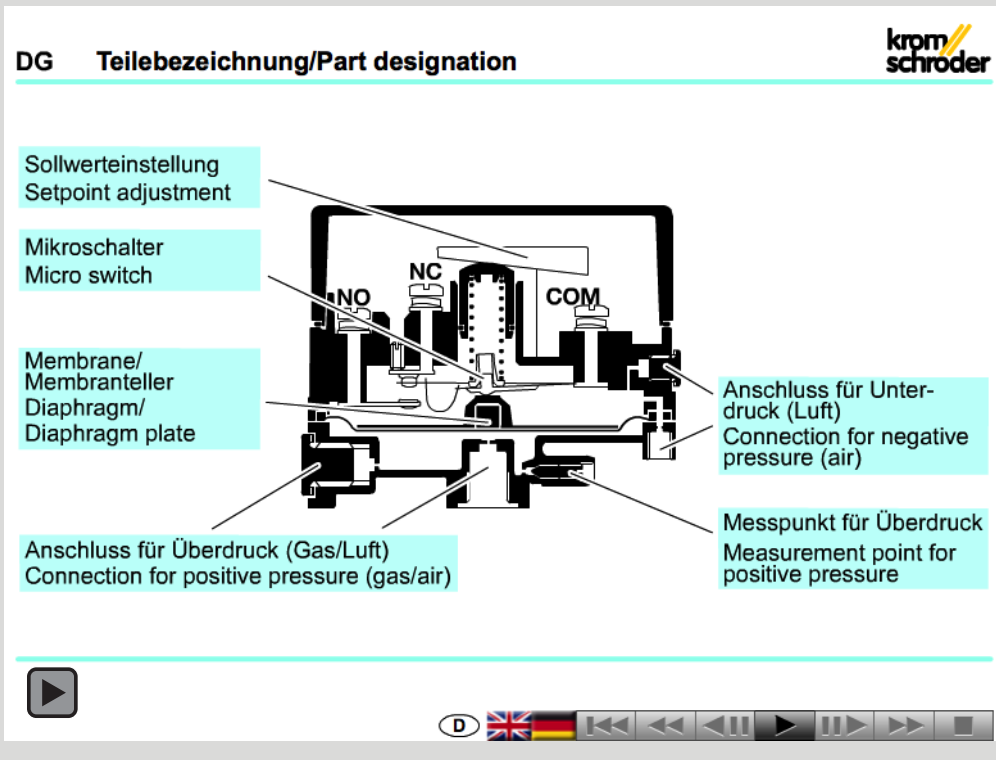 DG Teilebezeichnung/Part designation
krom
schroder
Sollwerteinstellung
Setpoint adjustment
Mikroschalter
Micro switch
NC
NO
COM
Membrane/
Membranteller
Diaphragm/
Diaphragm plate
Anschluss für Unter-
druck (Luft)
Connection for negative
pressure (air)
Messpunkt für Überdruck
Measurement point for
positive pressure
Anschluss für Überdruck (Gas/Luft)
Connection for positive pressure (gas/air)
D